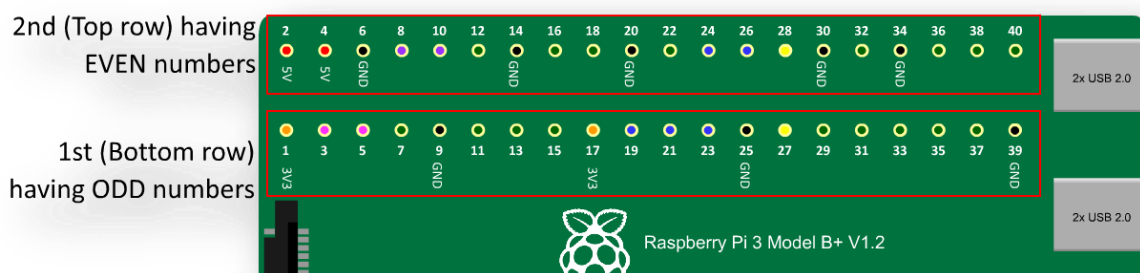 2nd (Top row) having
EVEN numbers
2 4 6 8 10 12 14 16 18 20 22 24 26 28 30 32 34 36 38 40
5V 5V GND GND GND GND GND
2x USB 2.0
1st (Bottom row)
having ODD numbers
1 3 5 7 9 11 13 15 17 19 21 23 25 27 29 31 33 35 37 39
3V3 GND 3V3 GND GND
2x USB 2.0
Raspberry Pi 3 Model B+ V1.2